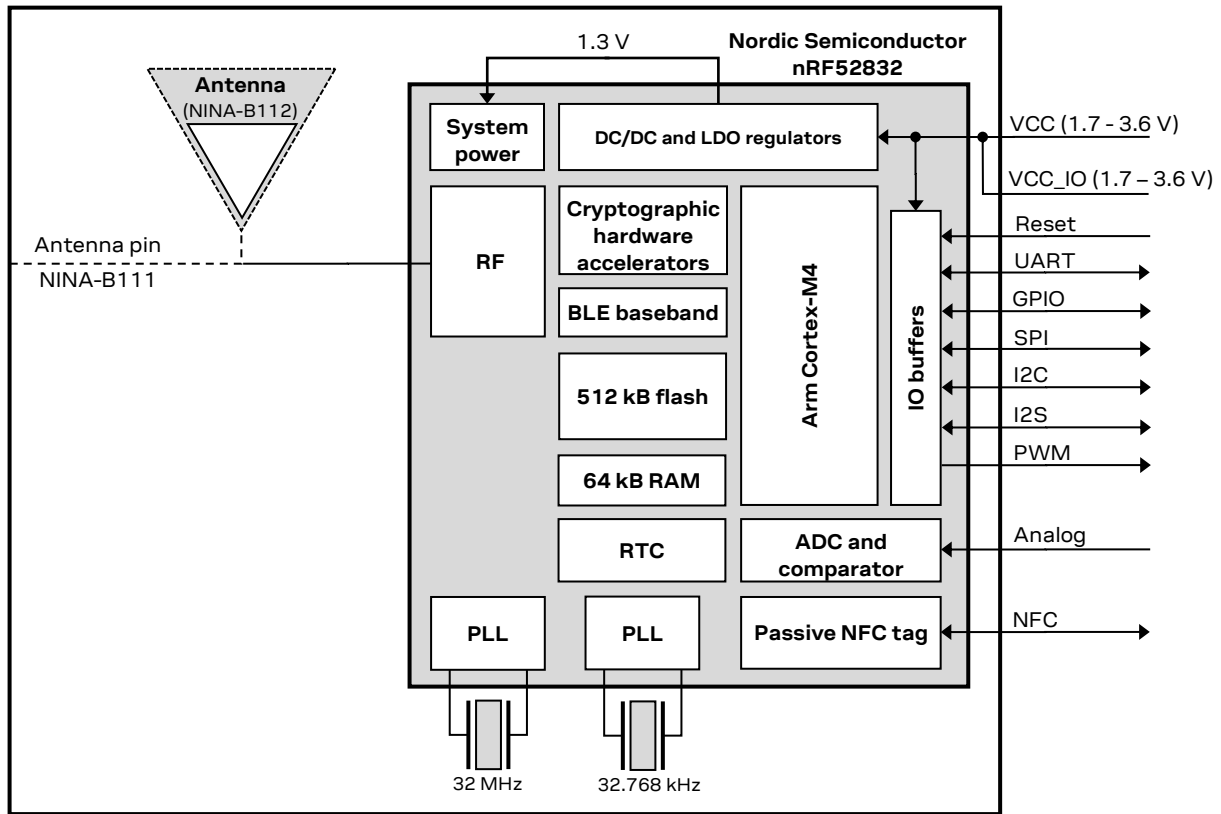 1.3 V
Nordic Semiconductor
nRF52832
Antenna
(NINA-B112)
System
power
DC/DC and LDO regulators
VCC (1.7 - 3.6 V)
VCC_IO (1.7 – 3.6 V)
Antenna pin
NINA-B111
RF
Cryptographic
hardware
accelerators
BLE baseband
512 kB flash
64 kB RAM
RTC
Arm Cortex-M4
IO buffers
Reset
UART
GPIO
SPI
I2C
I2S
PWM
ADC and
comparator
Analog
PLL
PLL
Passive NFC tag
NFC
32 MHz
32.768 kHz